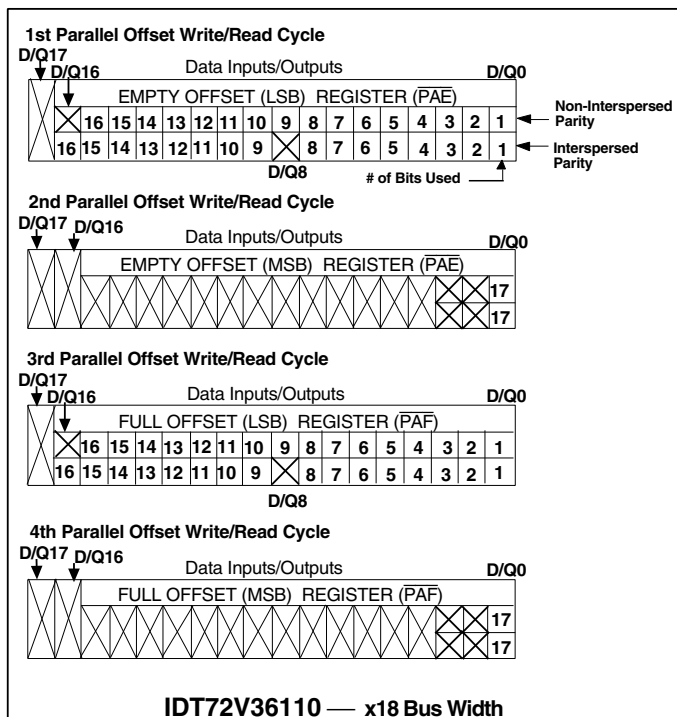 1st Parallel Offset Write/Read Cycle
D/Q17
D/Q16
Data Inputs/Outputs
D/Q0
EMPTY OFFSET (LSB) REGISTER (PAE)
16 15 14 13 12 11 10 9 8 7 6 5 4 3 2 1
Non-Interspersed Parity
16 15 14 13 12 11 10 9 8 7 6 5 4 3 2 1
Interspersed Parity
D/Q8
# of Bits Used
2nd Parallel Offset Write/Read Cycle
D/Q17
D/Q16
Data Inputs/Outputs
D/Q0
EMPTY OFFSET (MSB) REGISTER (PAE)
17
17
3rd Parallel Offset Write/Read Cycle
D/Q17
D/Q16
Data Inputs/Outputs
D/Q0
FULL OFFSET (LSB) REGISTER (PAF)
16 15 14 13 12 11 10 9 8 7 6 5 4 3 2 1
16 15 14 13 12 11 10 9 8 7 6 5 4 3 2 1
D/Q8
4th Parallel Offset Write/Read Cycle
D/Q17
D/Q16
Data Inputs/Outputs
D/Q0
FULL OFFSET (MSB) REGISTER (PAF)
17
17
IDT72V36110 — x18 Bus Width